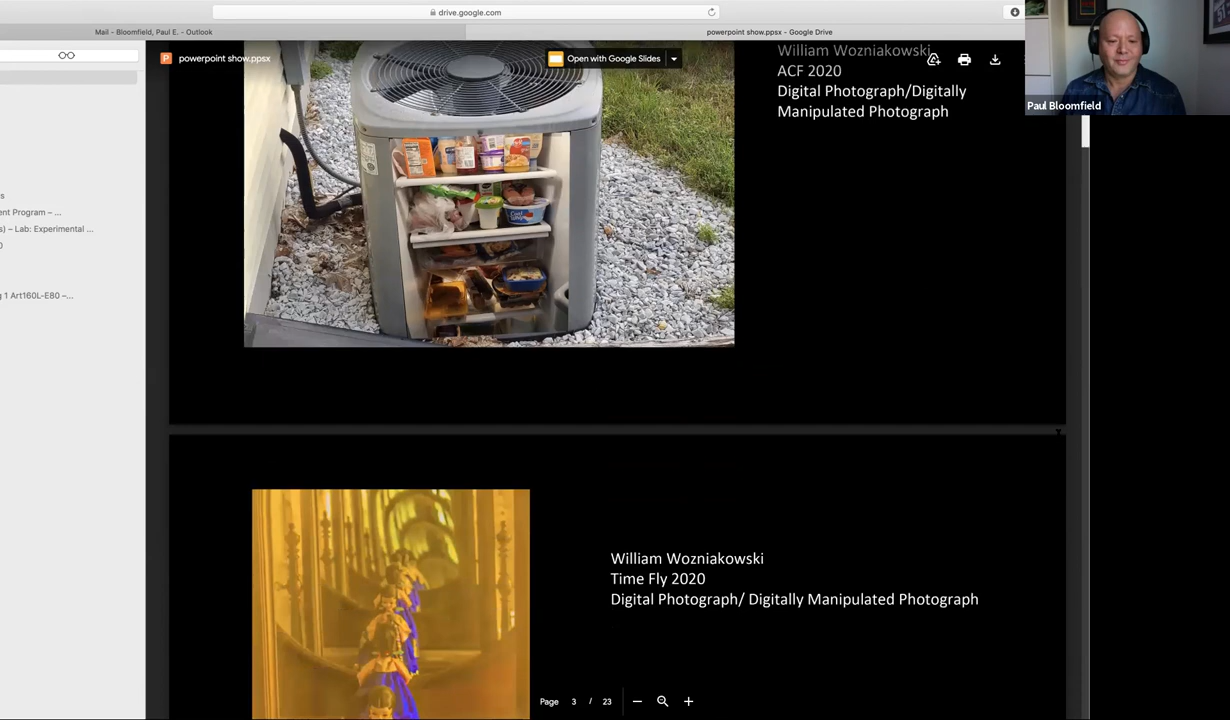 drive.google.com
Mail - Bloomfield, Paul E. - Outlook
powerpoint show.ppsx - Google Drive
P
powerpoint show.ppsx
Open with Google Slides
William Wozniakowski
ACF 2020
Digital Photograph/Digitally
Manipulated Photograph
Paul Bloomfield
s
ent Program – ...
s) – Lab: Experimental ...
0
g 1 Art160L-E80 –...
Cool
William Wozniakowski
Time Fly 2020
Digital Photograph/ Digitally Manipulated Photograph
Page 3 / 23